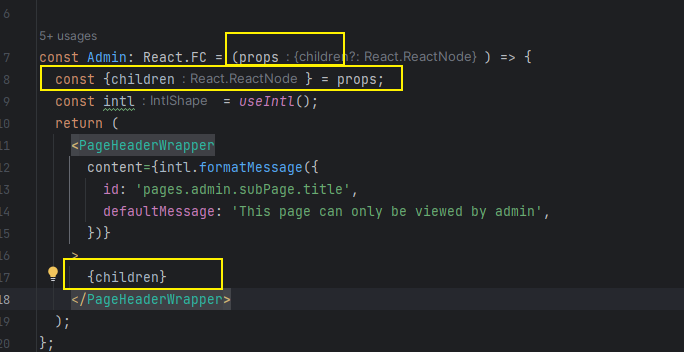 6
5+ usages
7 const Admin: React.FC = (props : {children?: React.ReactNode} ) => {
8 const {children : React.ReactNode } = props;
9 const intl : IntlShape = useIntl();
10 return (
11 <PageHeaderWrapper
12 content={intl.formatMessage({
13 id: 'pages.admin.subPage.title',
14 defaultMessage: 'This page can only be viewed by admin',
15 })}
16 >
17 {children}
18 </PageHeaderWrapper>
19 );
20 };